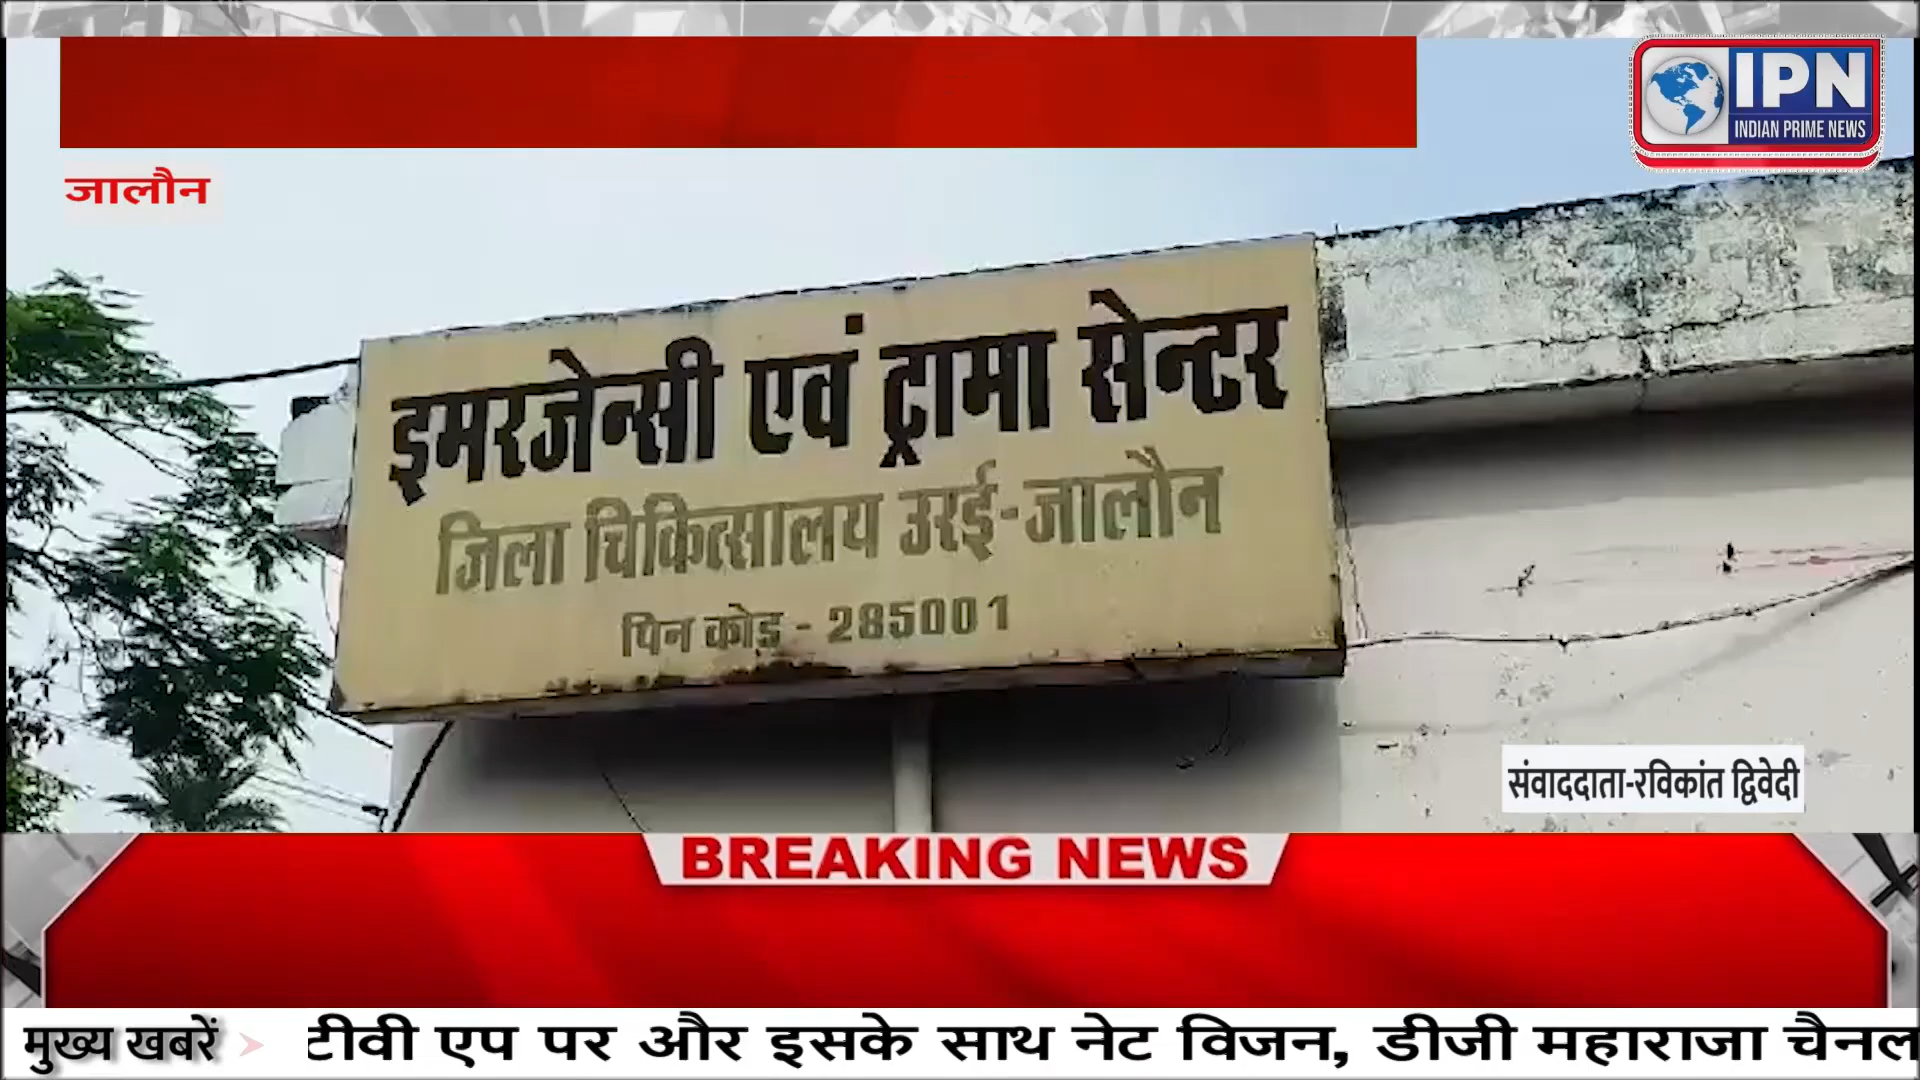 IPN
INDIAN PRIME NEWS
जालौन
इमरजेन्सी एवं ट्रामा सेन्टर
जिला चिकित्सालय उरई-जालौन
पिन कोड - 285001
संवाददाता-रविकांत द्विवेदी
BREAKING NEWS
मुख्य खबरें
टीवी एप पर और इसके साथ नेट विजन, डीजी महाराजा चैनल